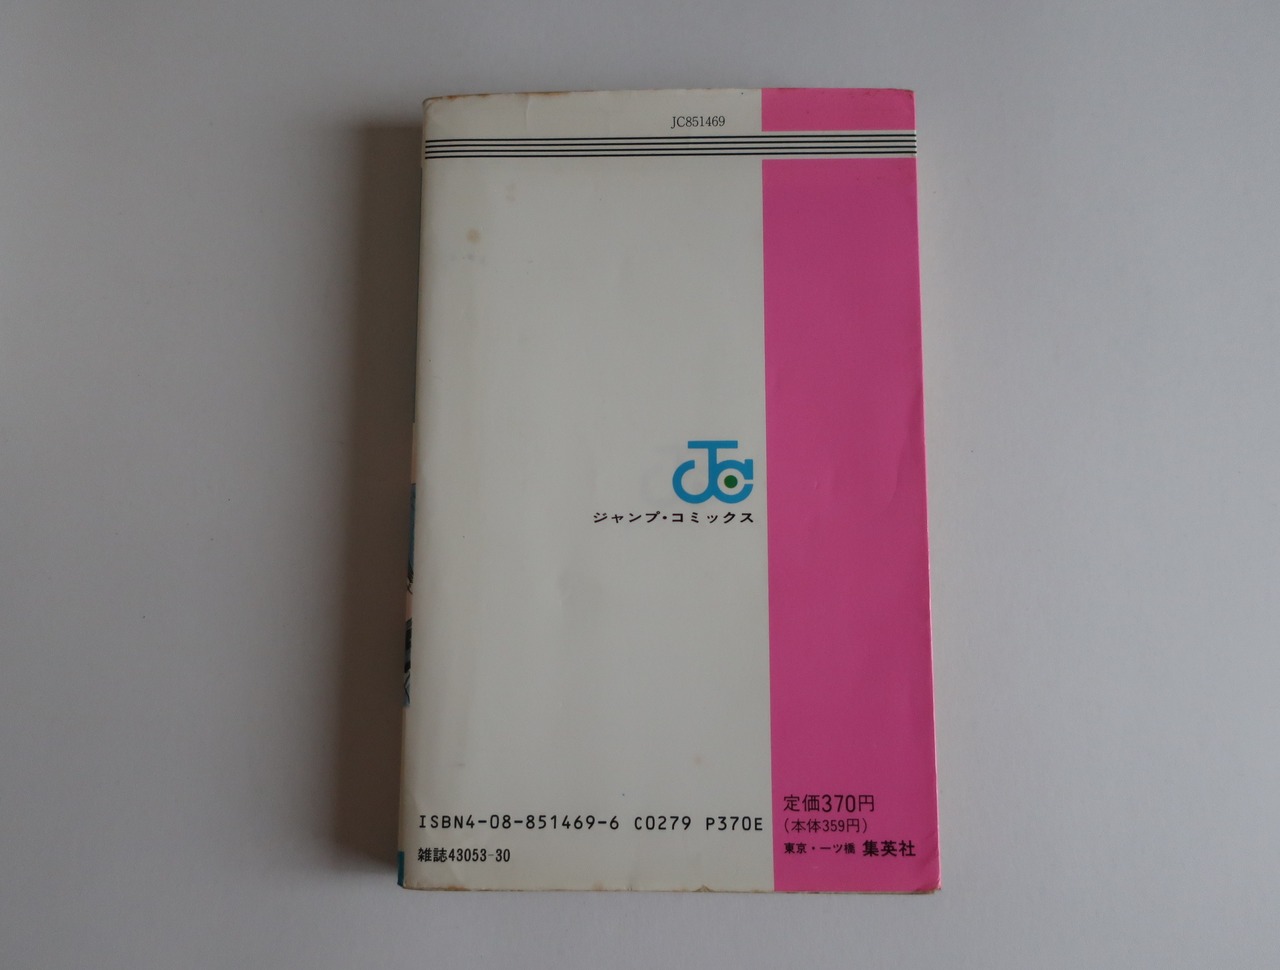 JC851469
JC
ジャンプ・コミックス
ISBN4-08-851469-6 C0279 P370E
雑誌43053-30
定価370円
(本体359円)
東京・一ツ橋 集英社